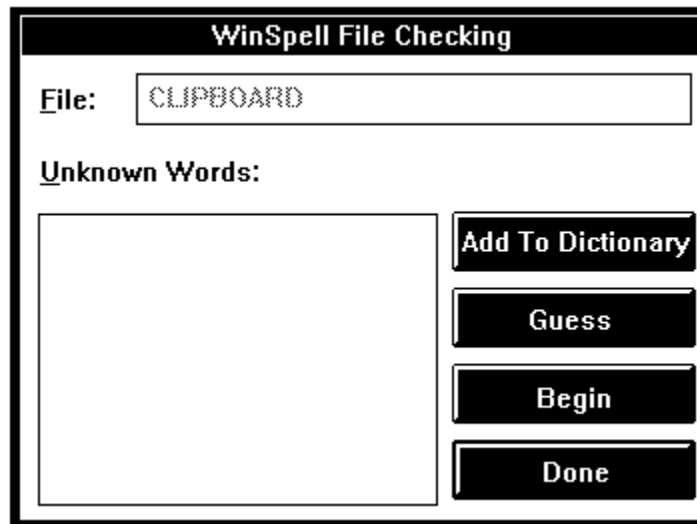 WinSpell File Checking
File: CLIPBOARD
Unknown Words:
Add To Dictionary
Guess
Begin
Done